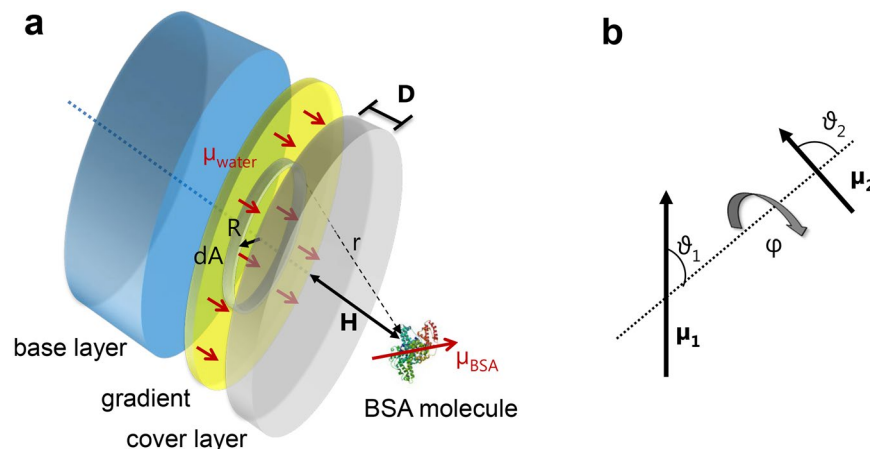 a
b
D
μwater
R
dA
r
H
μBSA
base layer
gradient
cover layer
BSA molecule
ϑ1
μ1
ϑ2
μ2
φ